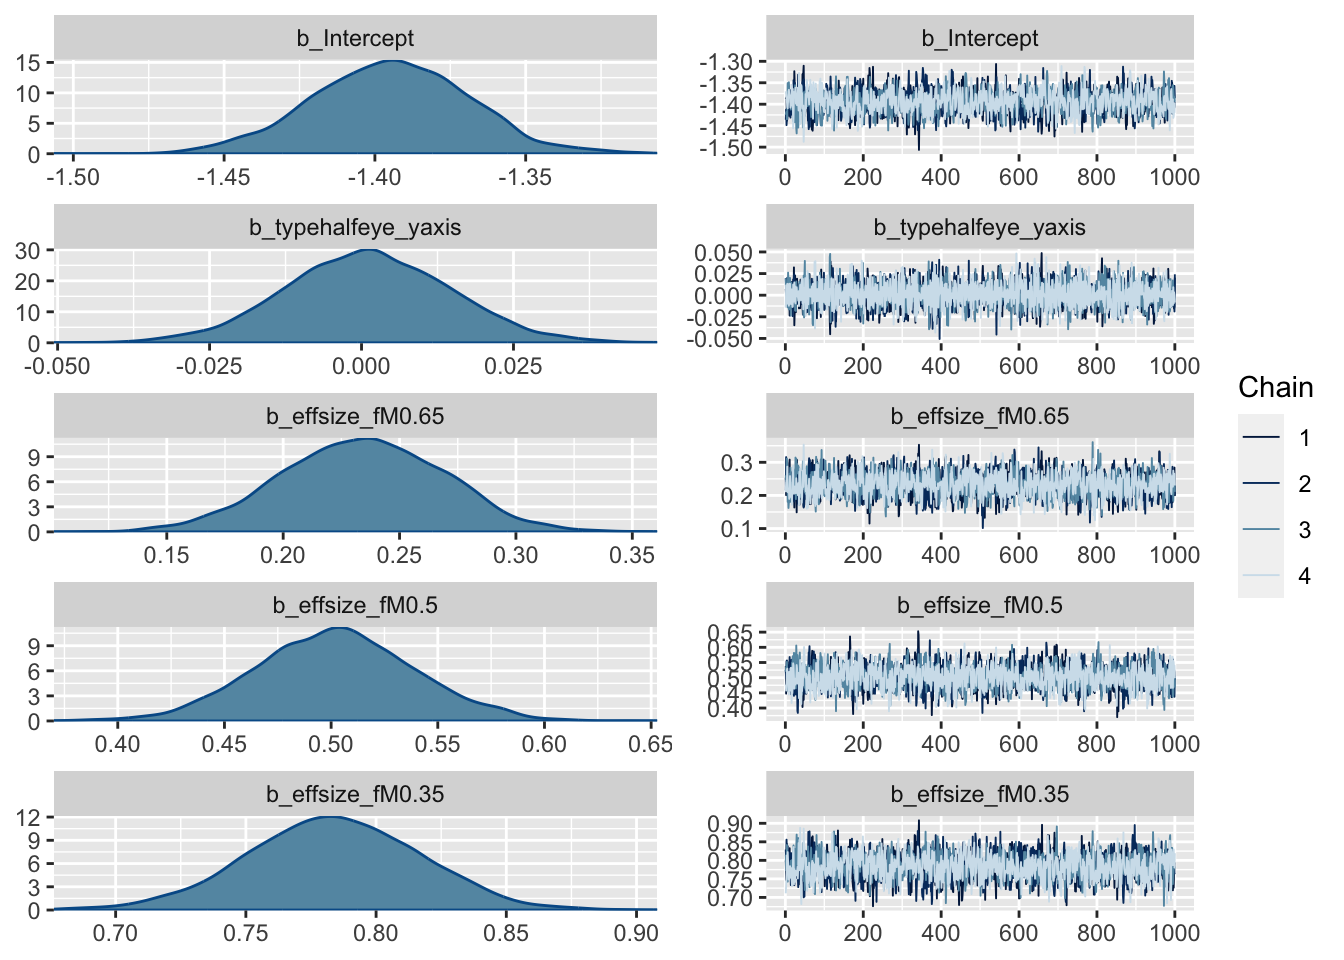 b_Intercept
15
10
5
0
-1.50 -1.45 -1.40 -1.35
b_Intercept
-1.30
-1.35
-1.40
-1.45
-1.50
0 200 400 600 800 1000
b_typehalfeye_yaxis
30
20
10
0
-0.050 -0.025 0.000 0.025
b_typehalfeye_yaxis
0.050
0.025
0.000
-0.025
-0.050
0 200 400 600 800 1000
b_effsize_fM0.65
9
6
3
0
0.15 0.20 0.25 0.30 0.35
b_effsize_fM0.65
0.3
0.2
0.1
0 200 400 600 800 1000
b_effsize_fM0.5
9
6
3
0
0.40 0.45 0.50 0.55 0.60 0.65
b_effsize_fM0.5
0.65
0.60
0.55
0.50
0.45
0.40
0 200 400 600 800 1000
b_effsize_fM0.35
12
9
6
3
0
0.70 0.75 0.80 0.85 0.90
b_effsize_fM0.35
0.90
0.85
0.80
0.75
0.70
0 200 400 600 800 1000
Chain
1
2
3
4